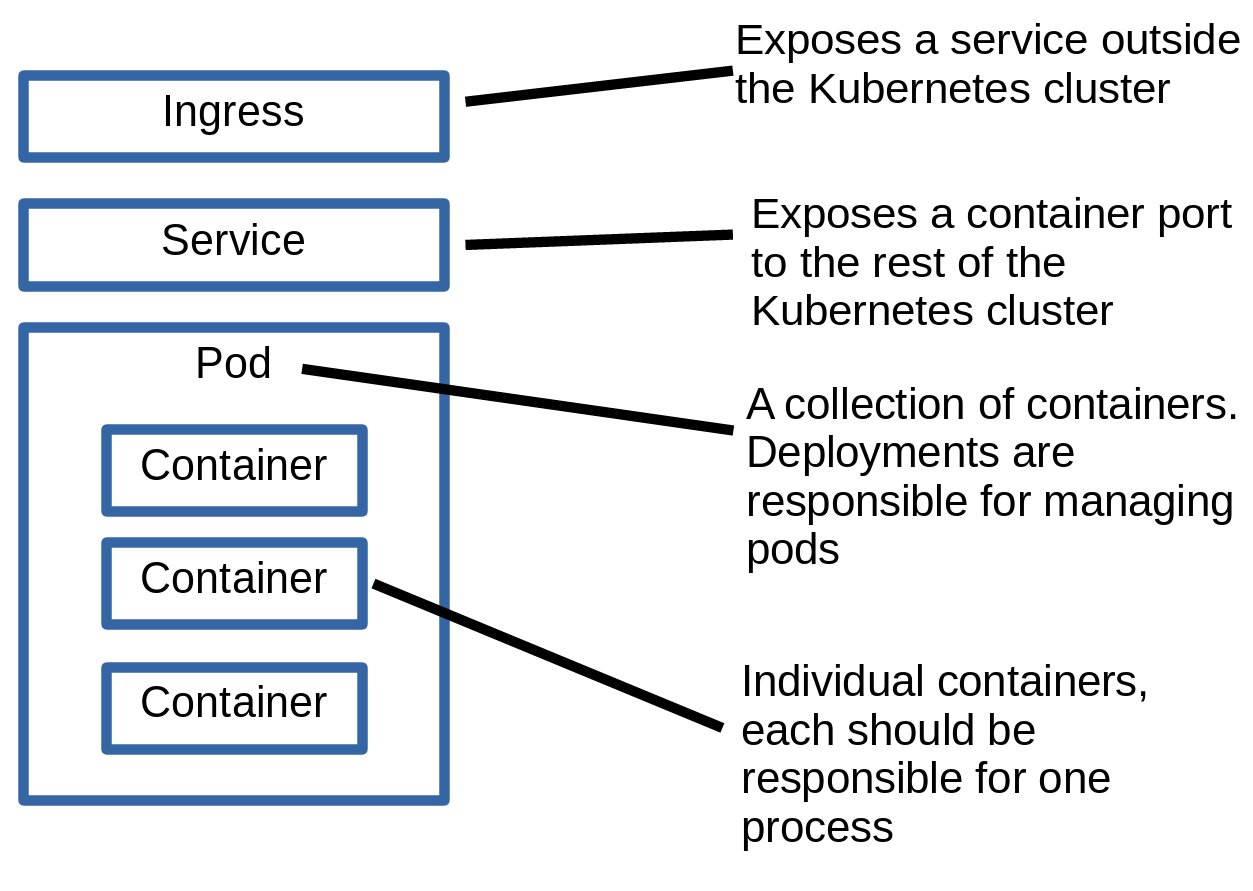 Ingress
Exposes a service outside
the Kubernetes cluster
Service
Exposes a container port
to the rest of the
Kubernetes cluster
Pod
A collection of containers.
Deployments are
responsible for managing
pods
Container
Container
Container
Individual containers,
each should be
responsible for one
process